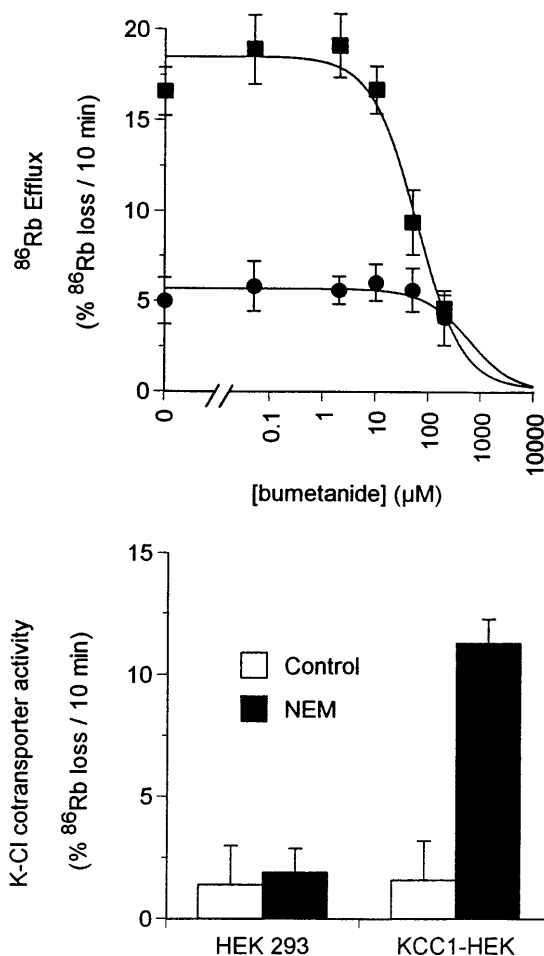 20
15
10
5
0
⁸⁶Rb Efflux
(% ⁸⁶Rb loss / 10 min)
0
0.1
1
10
100
1000
10000
[bumetanide] (µM)
15
10
5
0
K-Cl cotransporter activity
(% ⁸⁶Rb loss / 10 min)
Control
NEM
HEK 293
KCC1-HEK